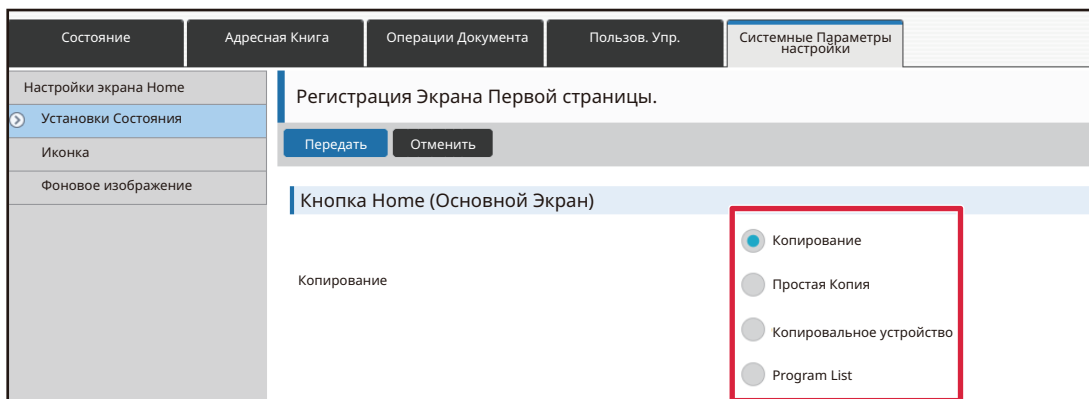 Состояние
Адресная Книга
Операции Документа
Пользов. Упр.
Системные Параметры
настройки
Настройки экрана Home
Установки Состояния
Иконка
Фоновое изображение
Регистрация Экрана Первой страницы.
Передать
Отменить
Кнопка Home (Основной Экран)
Копирование
Копирование
Простая Копия
Копировальное устройство
Program List